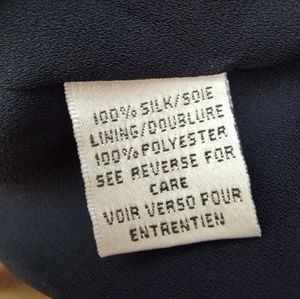 100% SILK/SOIE
LINING/DOUBLURE
100% POLYESTER
SEE REVERSE FOR
CARE
VOIR VERSO POUR
ENTRETIEN